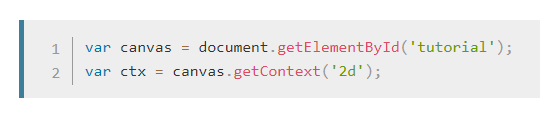 1 var canvas = document.getElementById('tutorial');
2 var ctx = canvas.getContext('2d');